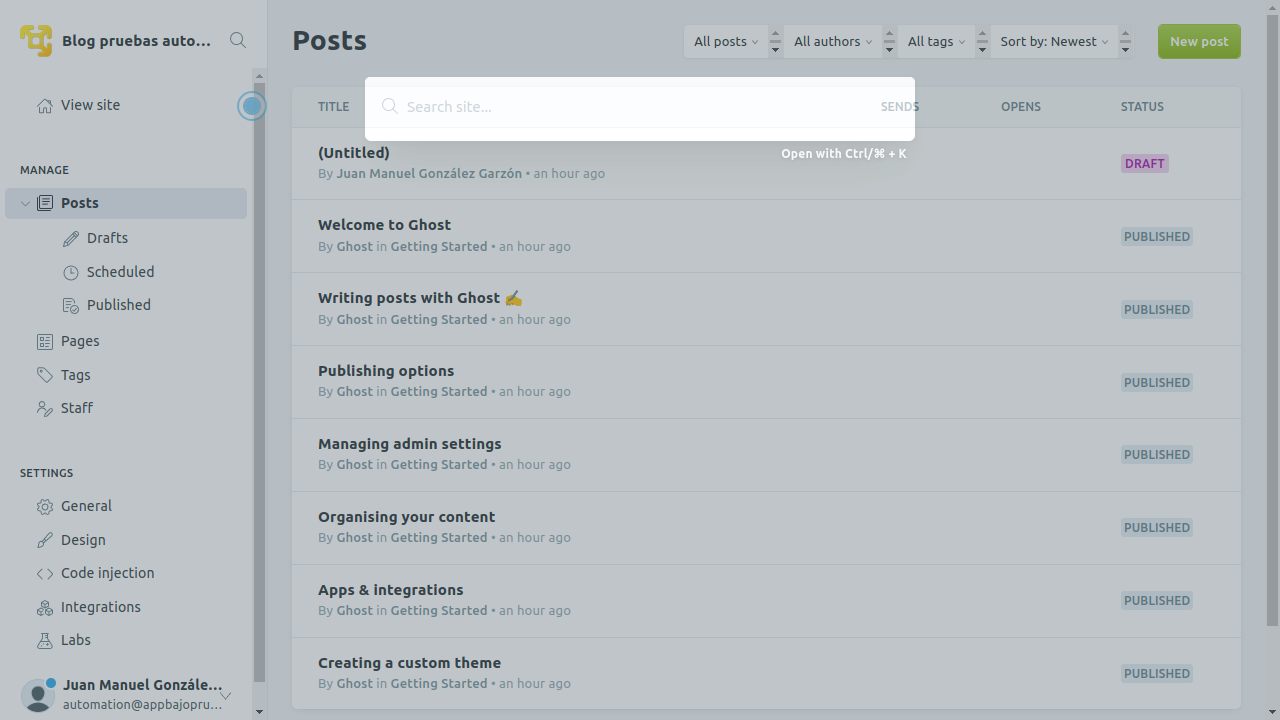 Blog pruebas auto...
View site
MANAGE
Posts
Drafts
Scheduled
Published
Pages
Tags
Staff
SETTINGS
General
Design
Code injection
Integrations
Labs
Juan Manuel Gonzále...
automation@appbajopru...
Posts
All posts All authors All tags Sort by: Newest New post
Search site...
TITLE SENDS OPENS STATUS
Open with Ctrl/⌘ + K
(Untitled)
By Juan Manuel González Garzón • an hour ago
DRAFT
Welcome to Ghost
By Ghost in Getting Started • an hour ago
PUBLISHED
Writing posts with Ghost ✍️
By Ghost in Getting Started • an hour ago
PUBLISHED
Publishing options
By Ghost in Getting Started • an hour ago
PUBLISHED
Managing admin settings
By Ghost in Getting Started • an hour ago
PUBLISHED
Organising your content
By Ghost in Getting Started • an hour ago
PUBLISHED
Apps & integrations
By Ghost in Getting Started • an hour ago
PUBLISHED
Creating a custom theme
By Ghost in Getting Started • an hour ago
PUBLISHED